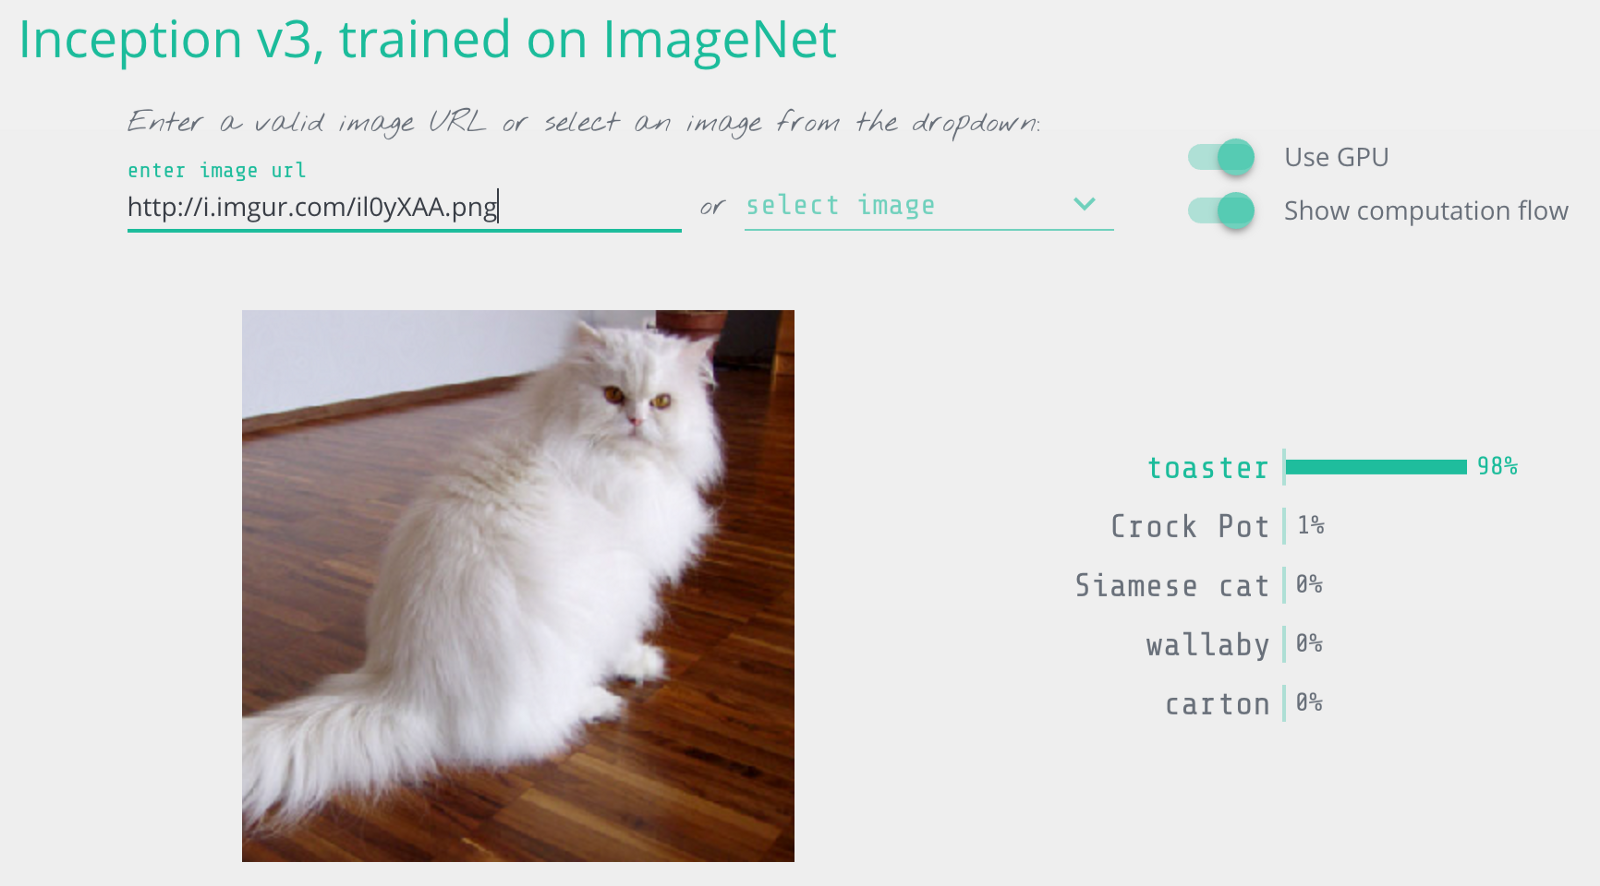 Inception v3, trained on ImageNet
Enter a valid image URL or select an image from the dropdown:
enter image url
http://i.imgur.com/il0yXAA.png
or
select image
Use GPU
Show computation flow
toaster 98%
Crock Pot 1%
Siamese cat 0%
wallaby 0%
carton 0%